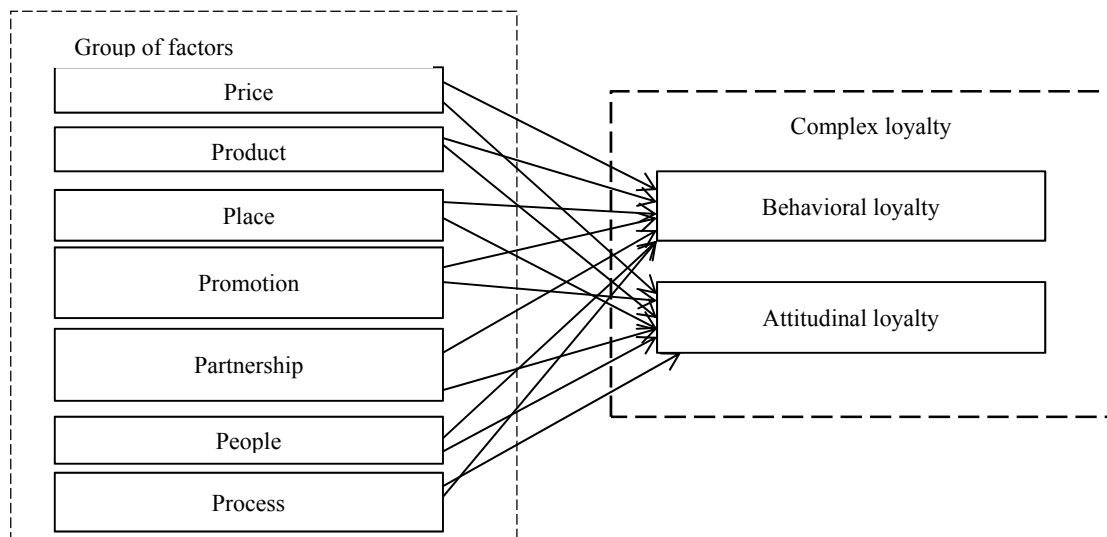 Group of factors
Price
Product
Place
Promotion
Partnership
People
Process
Complex loyalty
Behavioral loyalty
Attitudinal loyalty